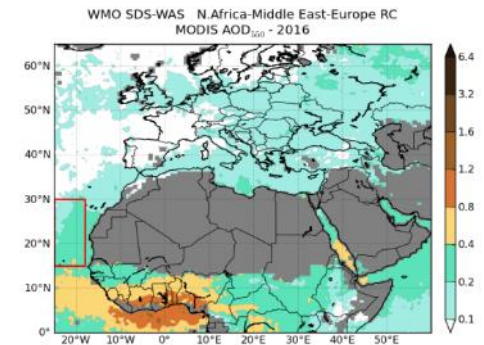 WMO SDS-WAS N.Africa-Middle East-Europe RC
MODIS AOD₅₅₀ - 2016
60°N
50°N
40°N
30°N
20°N
10°N
0°
20°W
10°W
0°
10°E
20°E
30°E
40°E
50°E
6.4
3.2
1.6
1.2
0.8
0.4
0.2
0.1